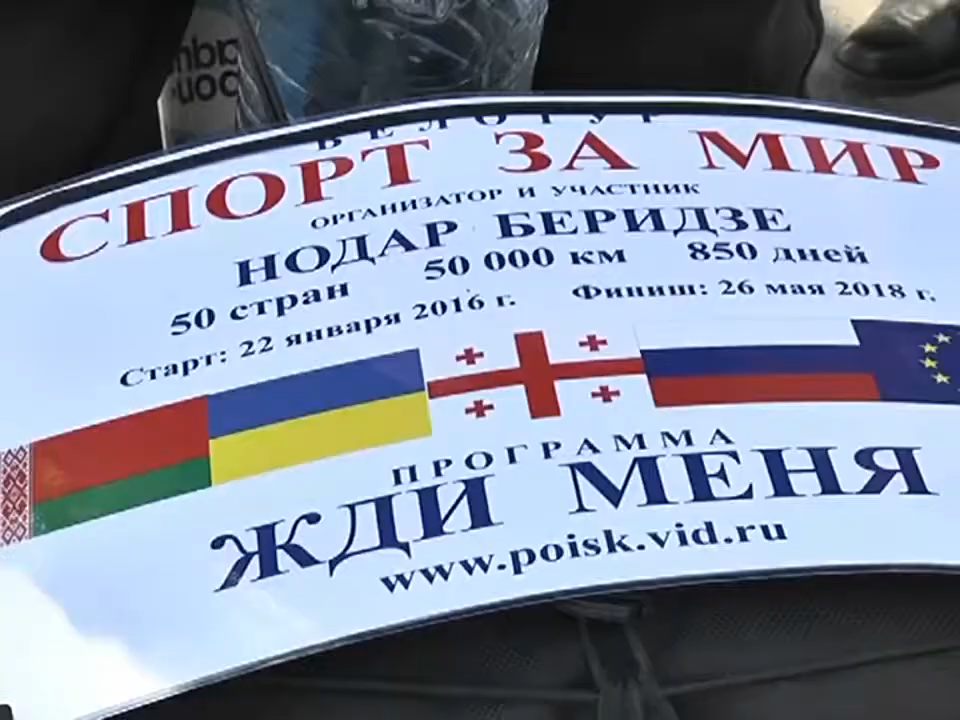 ВЕЛОТУР
СПОРТ ЗА МИР
ОРГАНИЗАТОР И УЧАСТНИК
НОДАР БЕРИДЗЕ
50 стран 50 000 км 850 дней
Старт: 22 января 2016 г. Финиш: 26 мая 2018 г.
ПРОГРАММА
ЖДИ МЕНЯ
www.poisk.vid.ru